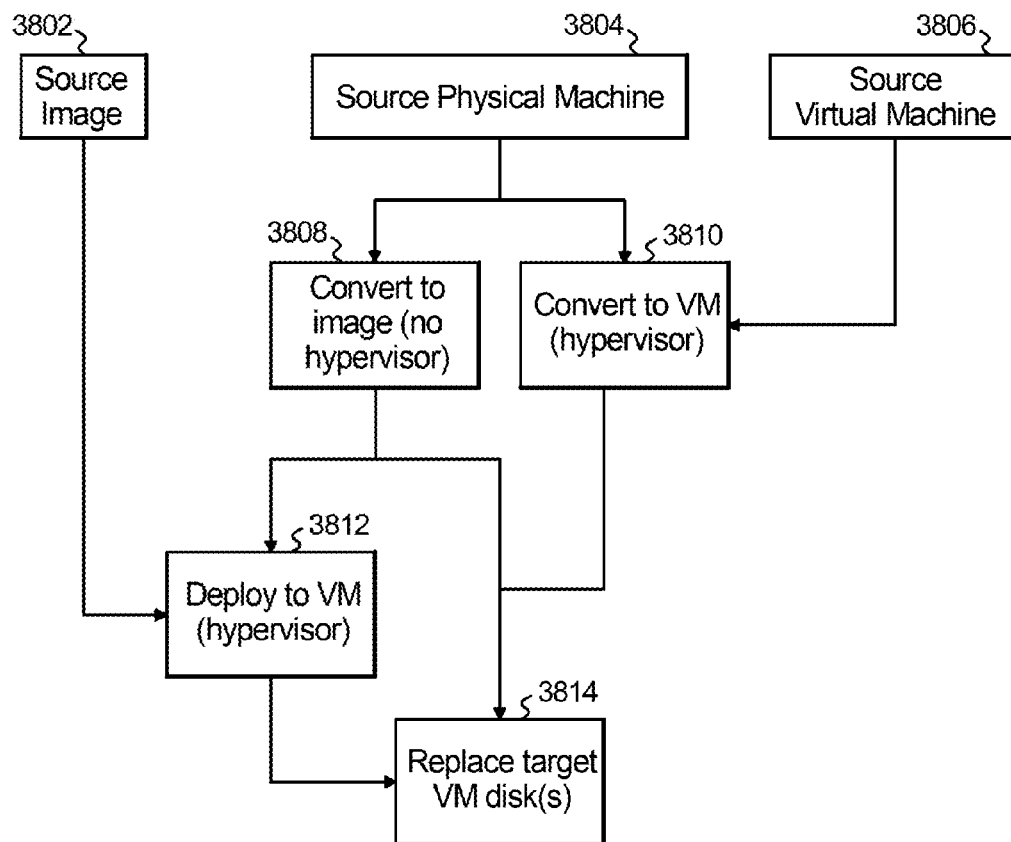 3802
3804
3806
Source
Image
Source Physical Machine
Source
Virtual Machine
3808
3810
Convert to
image (no
hypervisor)
Convert to VM
(hypervisor)
3812
Deploy to VM
(hypervisor)
3814
Replace target
VM disk(s)